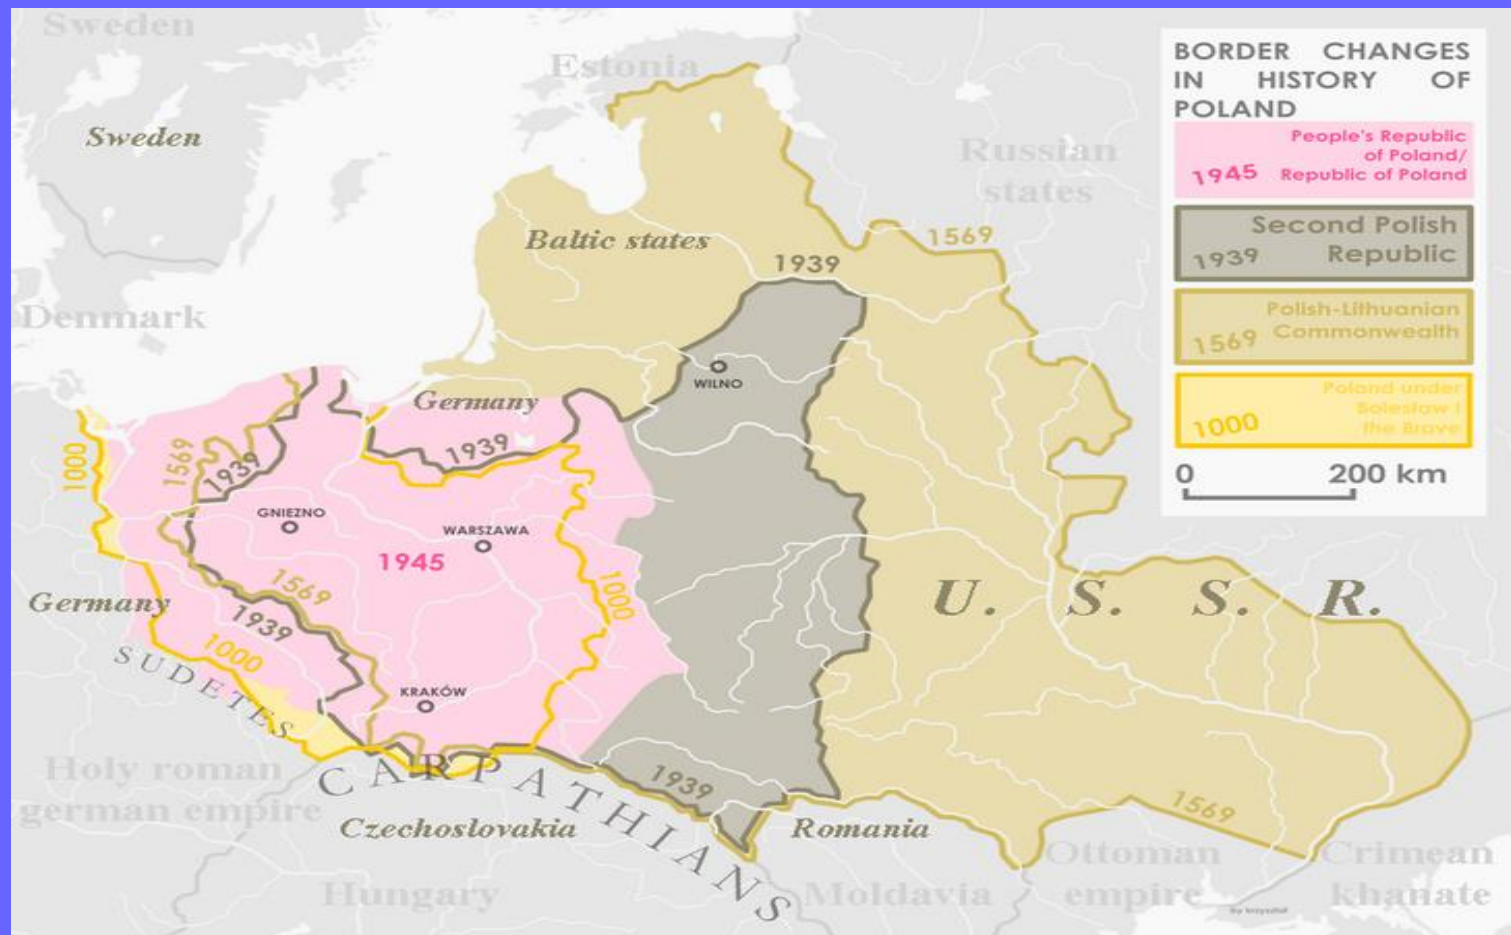 Sweden
Estonia
Sweden
Russian
states
Baltic states
1569
1939
Denmark
WILNO
Germany
1569
1939
1939
1000
GNIEZNO
WARSZAWA
1945
1569
1000
Germany
1939
1000
U. S. S. R.
SUDETES
KRAKÓW
Holy roman
german empire
CARPATHIANS
1939
Czechoslovakia
Romania
1569
Hungary
Moldavia
Ottoman
empire
Crimean
khanate
by krzysztof
BORDER CHANGES
IN HISTORY OF
POLAND
People's Republic
of Poland/
1945 Republic of Poland
Second Polish
1939 Republic
Polish-Lithuanian
1569 Commonwealth
Poland under
Bolesław I
1000 the Brave
0 200 km